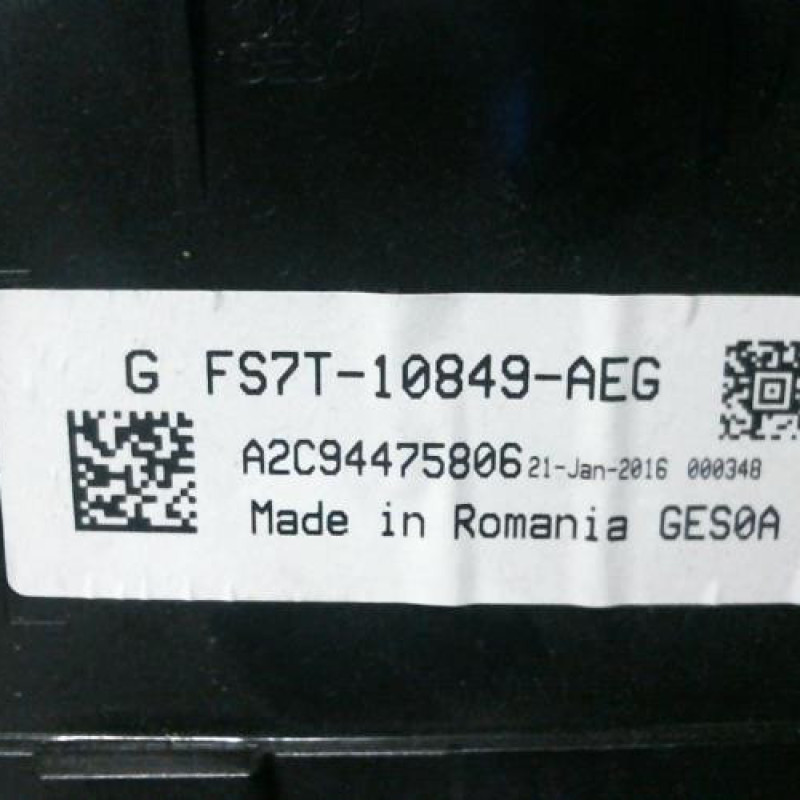 G FS7T-10849-AEG
A2C94475806 21-Jan-2016 000348
Made in Romania GES0A